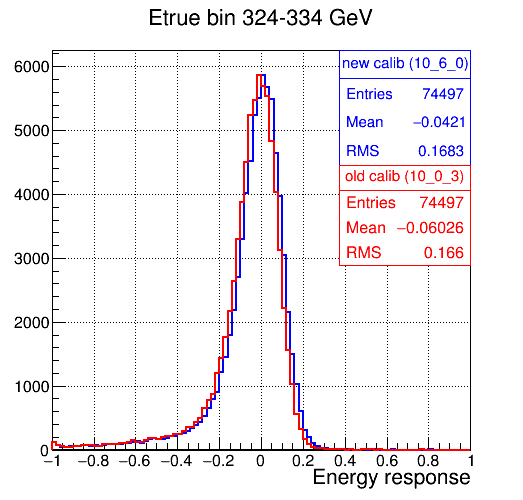 Etrue bin 324-334 GeV
new calib (10_6_0)
Entries 74497
Mean −0.0421
RMS 0.1683
old calib (10_0_3)
Entries 74497
Mean −0.06026
RMS 0.166
6000
5000
4000
3000
2000
1000
0
−1 −0.8 −0.6 −0.4 −0.2 0 0.2 0.4 0.6 0.8 1
Energy response